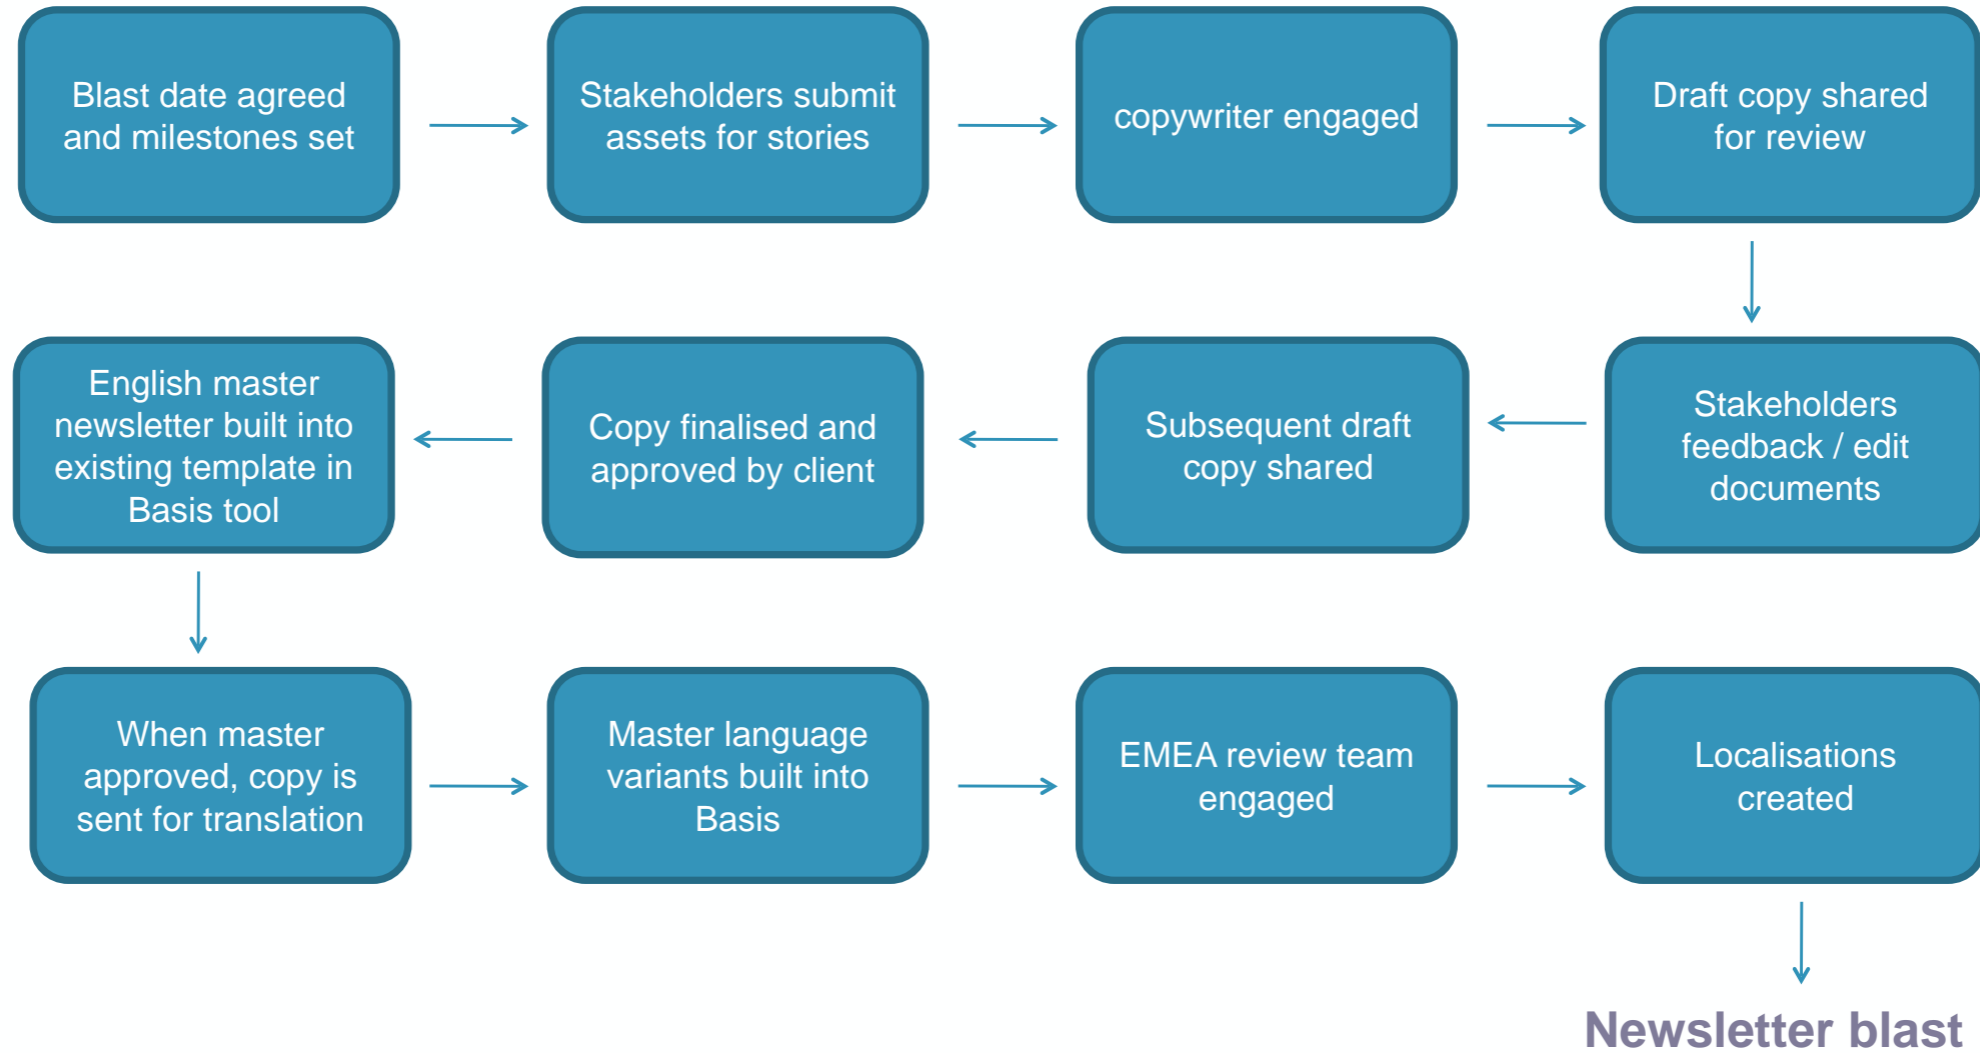 Blast date agreed
and milestones set
Stakeholders submit
assets for stories
copywriter engaged
Draft copy shared
for review
Stakeholders
feedback / edit
documents
Subsequent draft
copy shared
Copy finalised and
approved by client
English master
newsletter built into
existing template in
Basis tool
When master
approved, copy is
sent for translation
Master language
variants built into
Basis
EMEA review team
engaged
Localisations
created
Newsletter blast